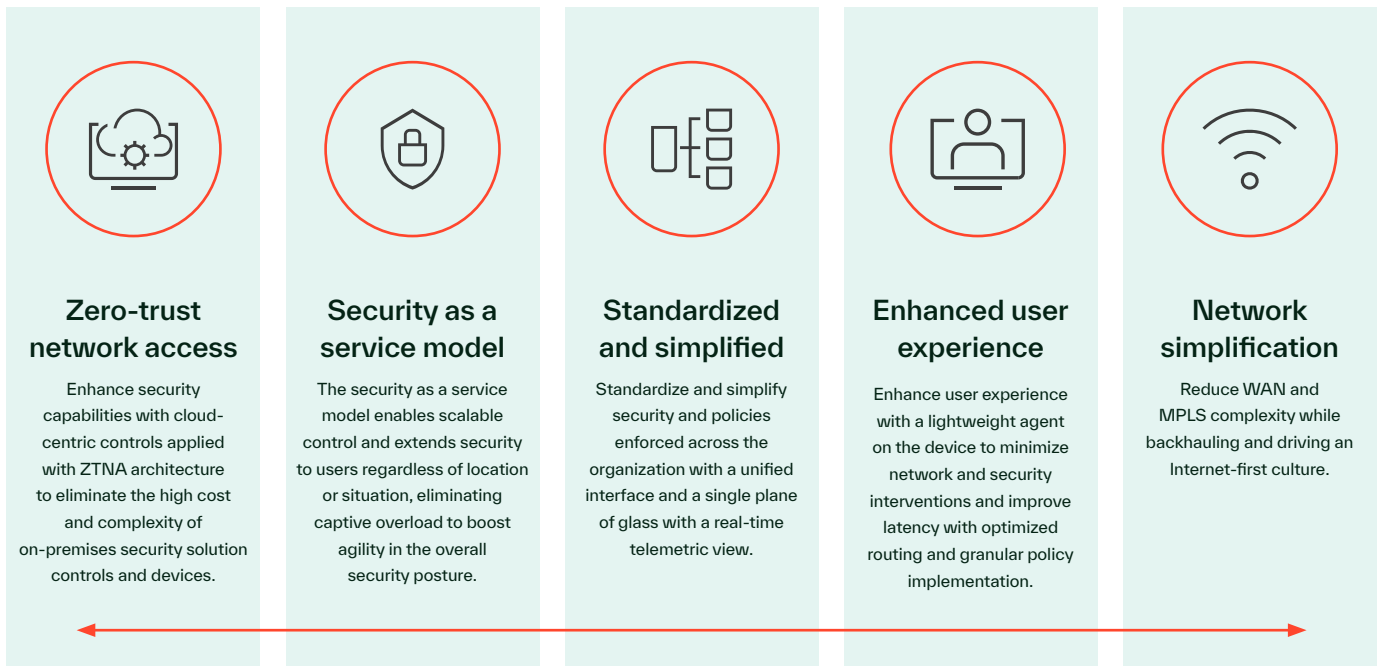 Zero-trust
network access
Enhance security
capabilities with cloud-
centric controls applied
with ZTNA architecture
to eliminate the high cost
and complexity of
on-premises security solution
controls and devices.
Security as a
service model
The security as a service
model enables scalable
control and extends security
to users regardless of location
or situation, eliminating
captive overload to boost
agility in the overall
security posture.
Standardized
and simplified
Standardize and simplify
security and policies
enforced across the
organization with a unified
interface and a single plane
of glass with a real-time
telemetric view.
Enhanced user
experience
Enhance user experience
with a lightweight agent
on the device to minimize
network and security
interventions and improve
latency with optimized
routing and granular policy
implementation.
Network
simplification
Reduce WAN and
MPLS complexity while
backhauling and driving an
Internet-first culture.